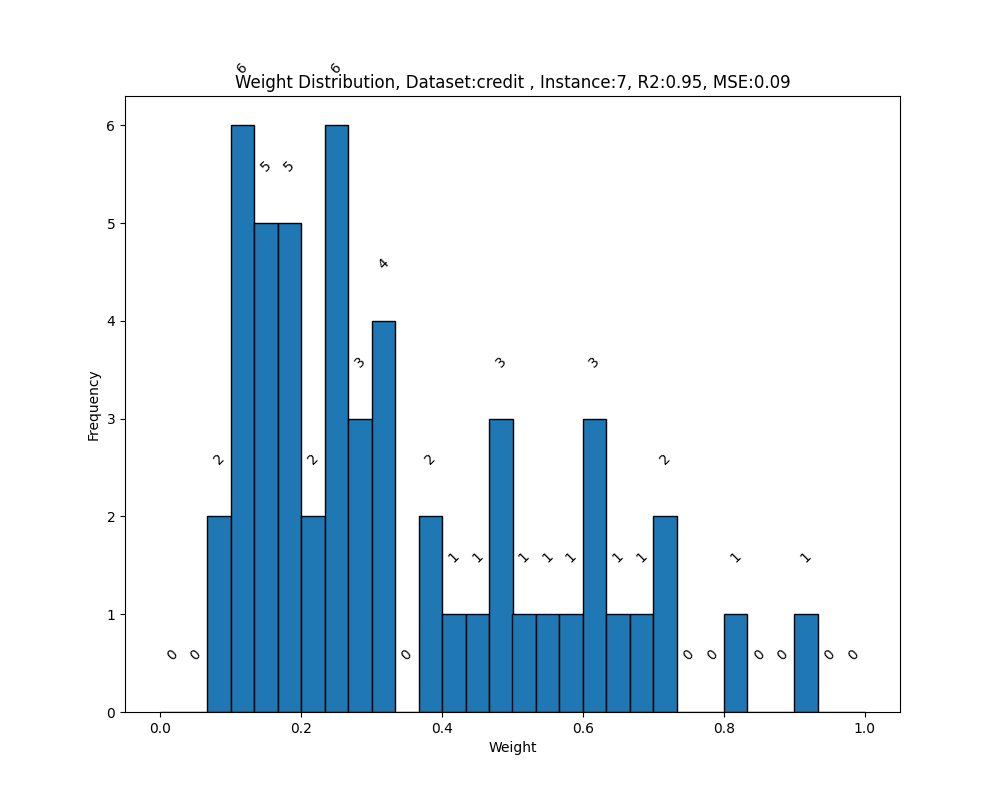 6 6
Weight Distribution, Dataset:credit , Instance:7, R2:0.95, MSE:0.09
6
5 5
5
4
4
3 3 3
3
2 2 2 2
2
1 1 1 1 1 1 1 1 1
1
0 0 0 0 0 0 0 0 0
0
Frequency
0.0 0.2 0.4 0.6 0.8 1.0
Weight